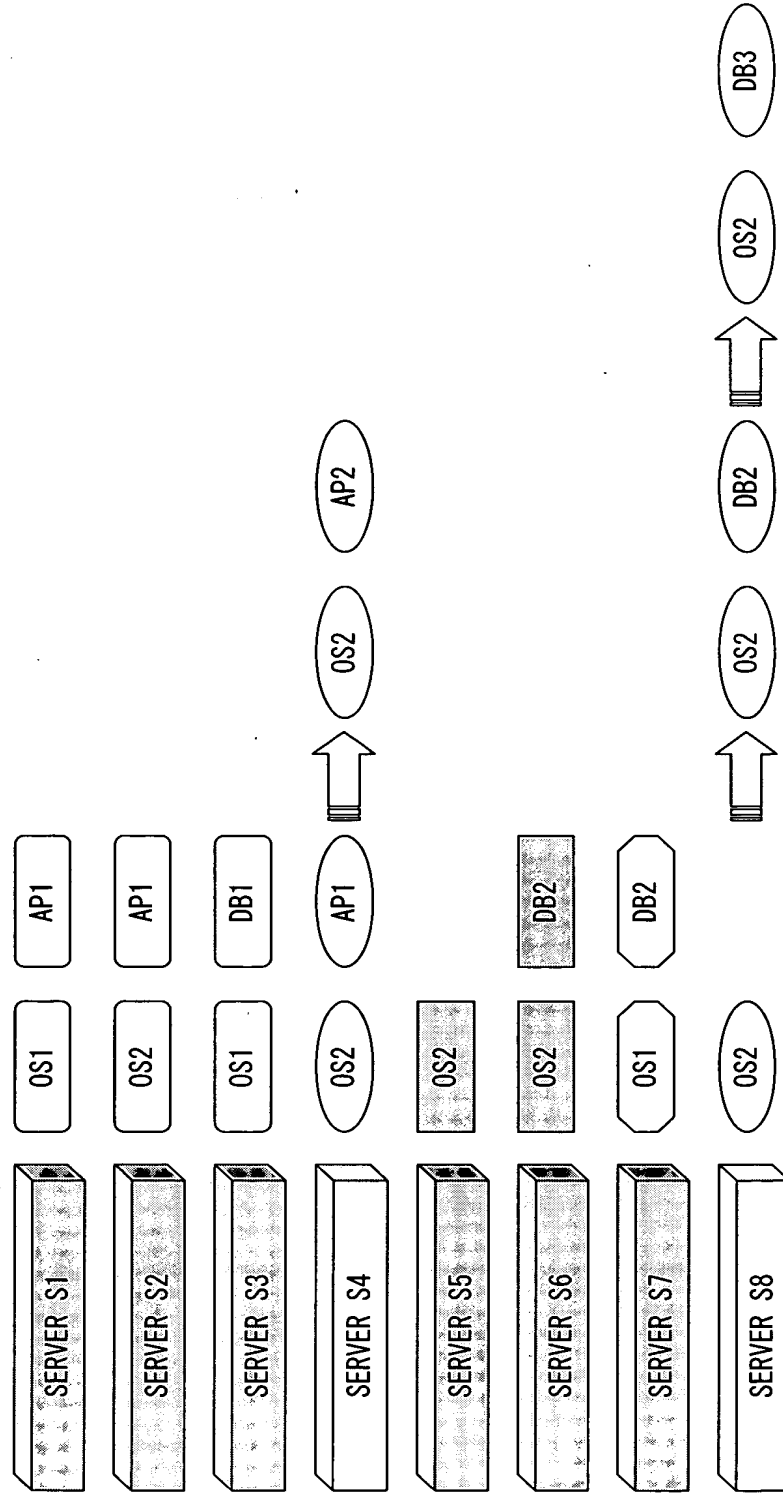 SERVER S1 OS1 AP1
SERVER S2 OS2 AP1
SERVER S3 OS1 DB1
SERVER S4 OS2 AP1 OS2 AP2
SERVER S5 OS2
SERVER S6 OS2 DB2
SERVER S7 OS1 DB2
SERVER S8 OS2 OS2 DB2 OS2 DB3